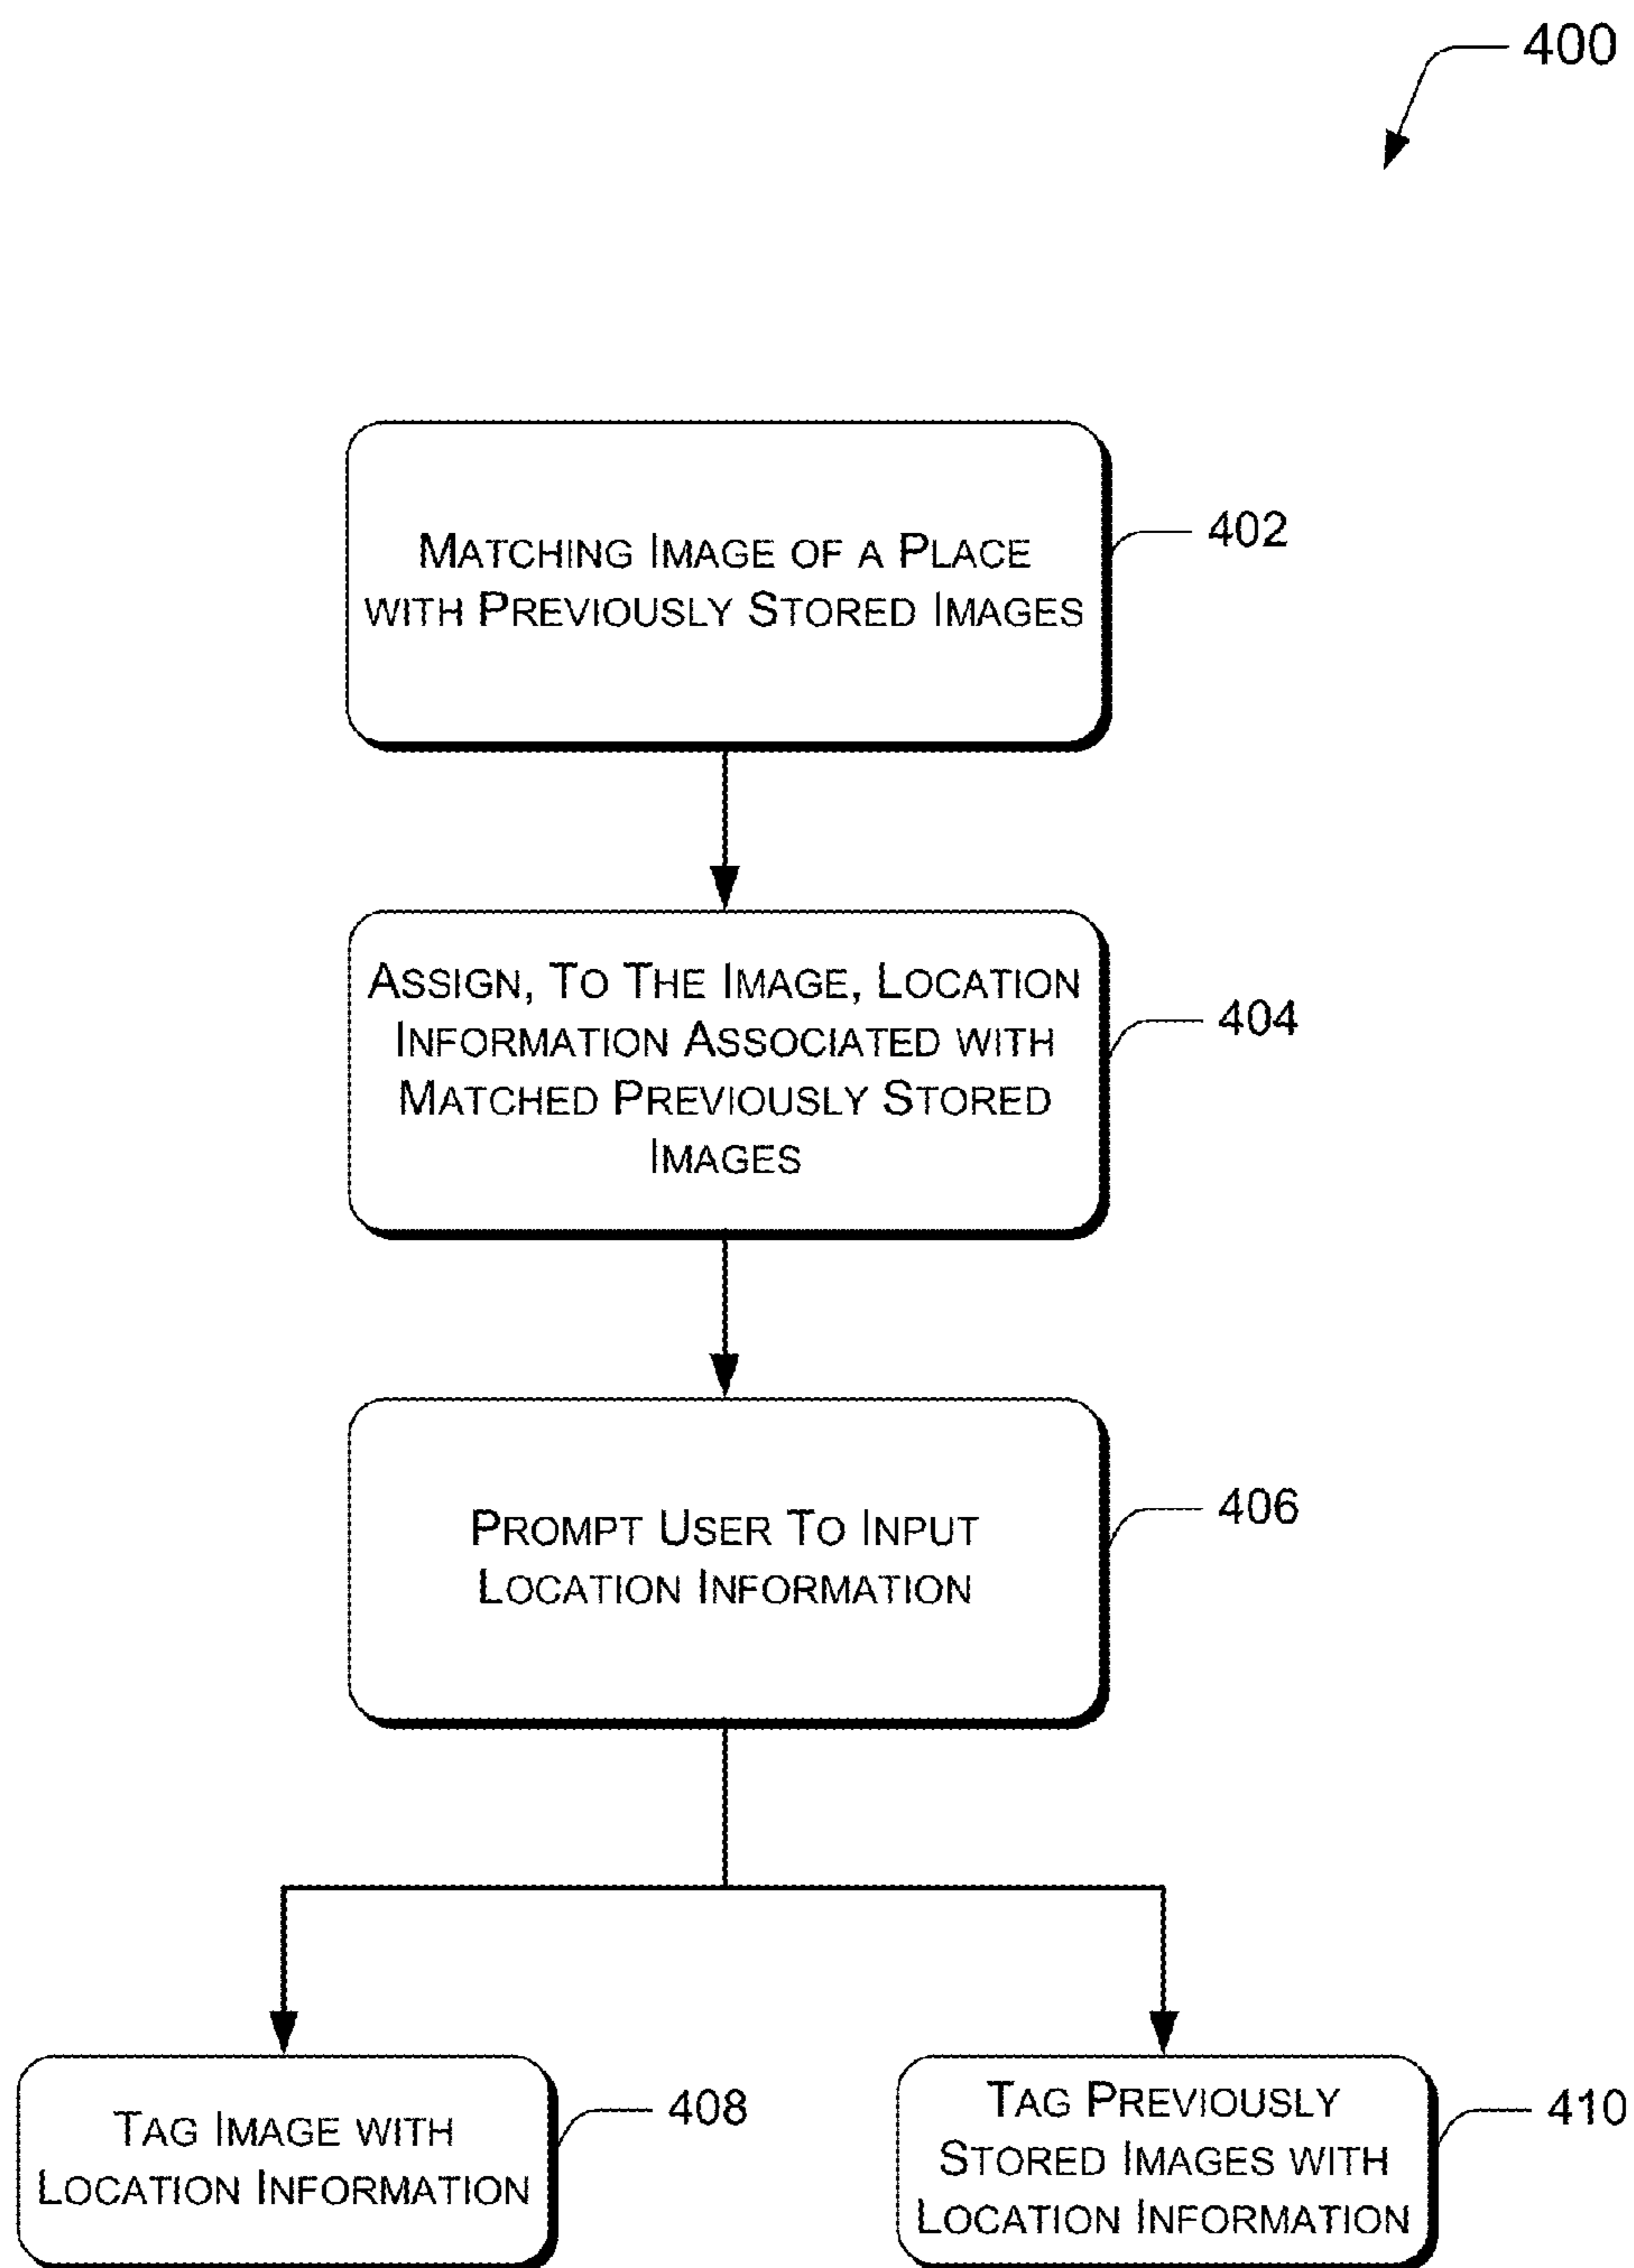 400
MATCHING IMAGE OF A PLACE
WITH PREVIOUSLY STORED IMAGES
402
ASSIGN, TO THE IMAGE, LOCATION
INFORMATION ASSOCIATED WITH
MATCHED PREVIOUSLY STORED
IMAGES
404
PROMPT USER TO INPUT
LOCATION INFORMATION
406
TAG IMAGE WITH
LOCATION INFORMATION
408
TAG PREVIOUSLY
STORED IMAGES WITH
LOCATION INFORMATION
410